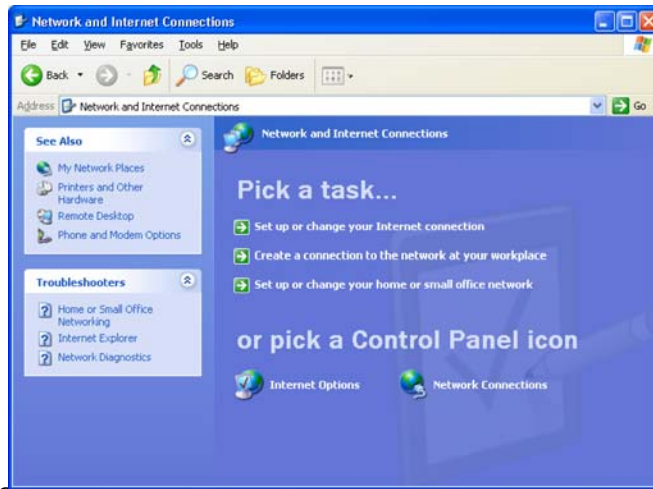 Network and Internet Connections
File Edit View Favorites Tools Help
Back Search Folders
Address Network and Internet Connections Go
See Also
My Network Places
Printers and Other
Hardware
Remote Desktop
Phone and Modem Options
Troubleshooters
Home or Small Office
Networking
Internet Explorer
Network Diagnostics
Network and Internet Connections
Pick a task...
Set up or change your Internet connection
Create a connection to the network at your workplace
Set up or change your home or small office network
or pick a Control Panel icon
Internet Options
Network Connections